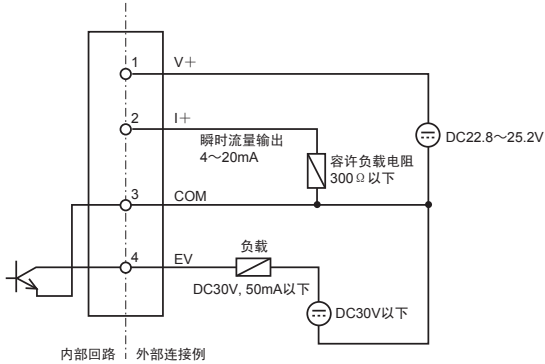 1
V+
2
I+
瞬时流量输出
4～20mA
容许负载电阻
300Ω以下
DC22.8～25.2V
3
COM
4
EV
负载
DC30V, 50mA以下
DC30V以下
内部回路
外部连接例